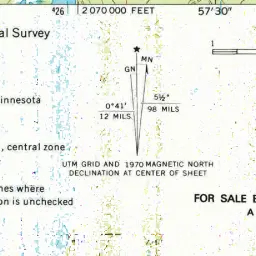 426
2 070 000 FEET
57'30"
al Survey
1
MN
GN
nnesota
0°41'
12 MILS
5½°
98 MILS
, central zone
UTM GRID AND 1970 MAGNETIC NORTH
DECLINATION AT CENTER OF SHEET
nes where
on is unchecked
FOR SALE B
A